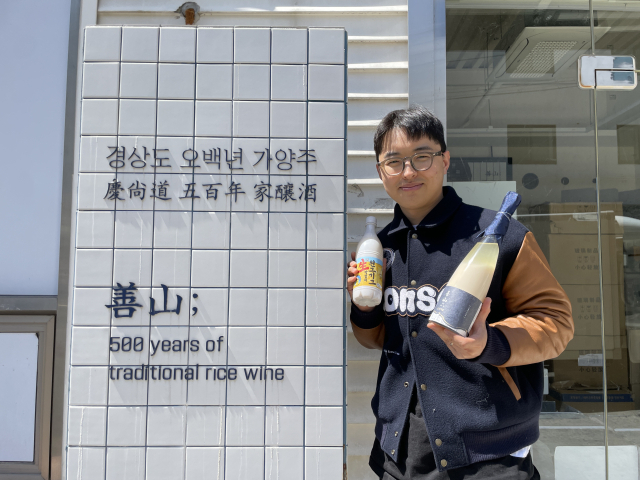 경상도 오백년 가양주
慶尙道 五百年 家釀酒
善山;
500 years of
traditional rice wine
ons